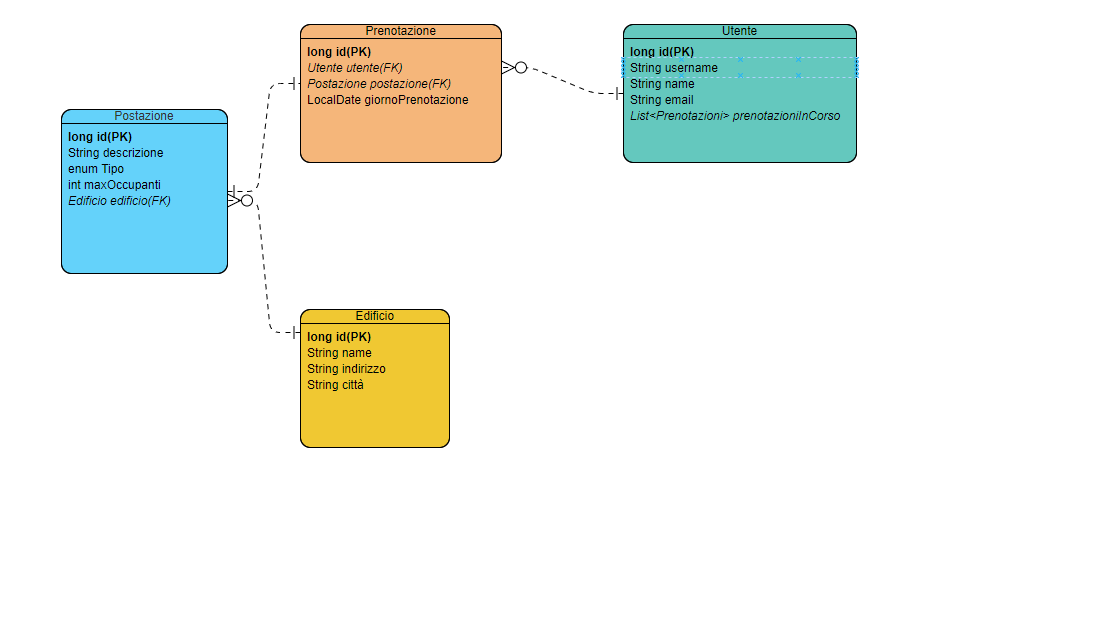 Prenotazione
long id(PK)
Utente utente(FK)
Postazione postazione(FK)
LocalDate giornoPrenotazione
Utente
long id(PK)
String username
String name
String email
List<Prenotazioni> prenotazioniInCorso
Postazione
long id(PK)
String descrizione
enum Tipo
int maxOccupanti
Edificio edificio(FK)
Edificio
long id(PK)
String name
String indirizzo
String città